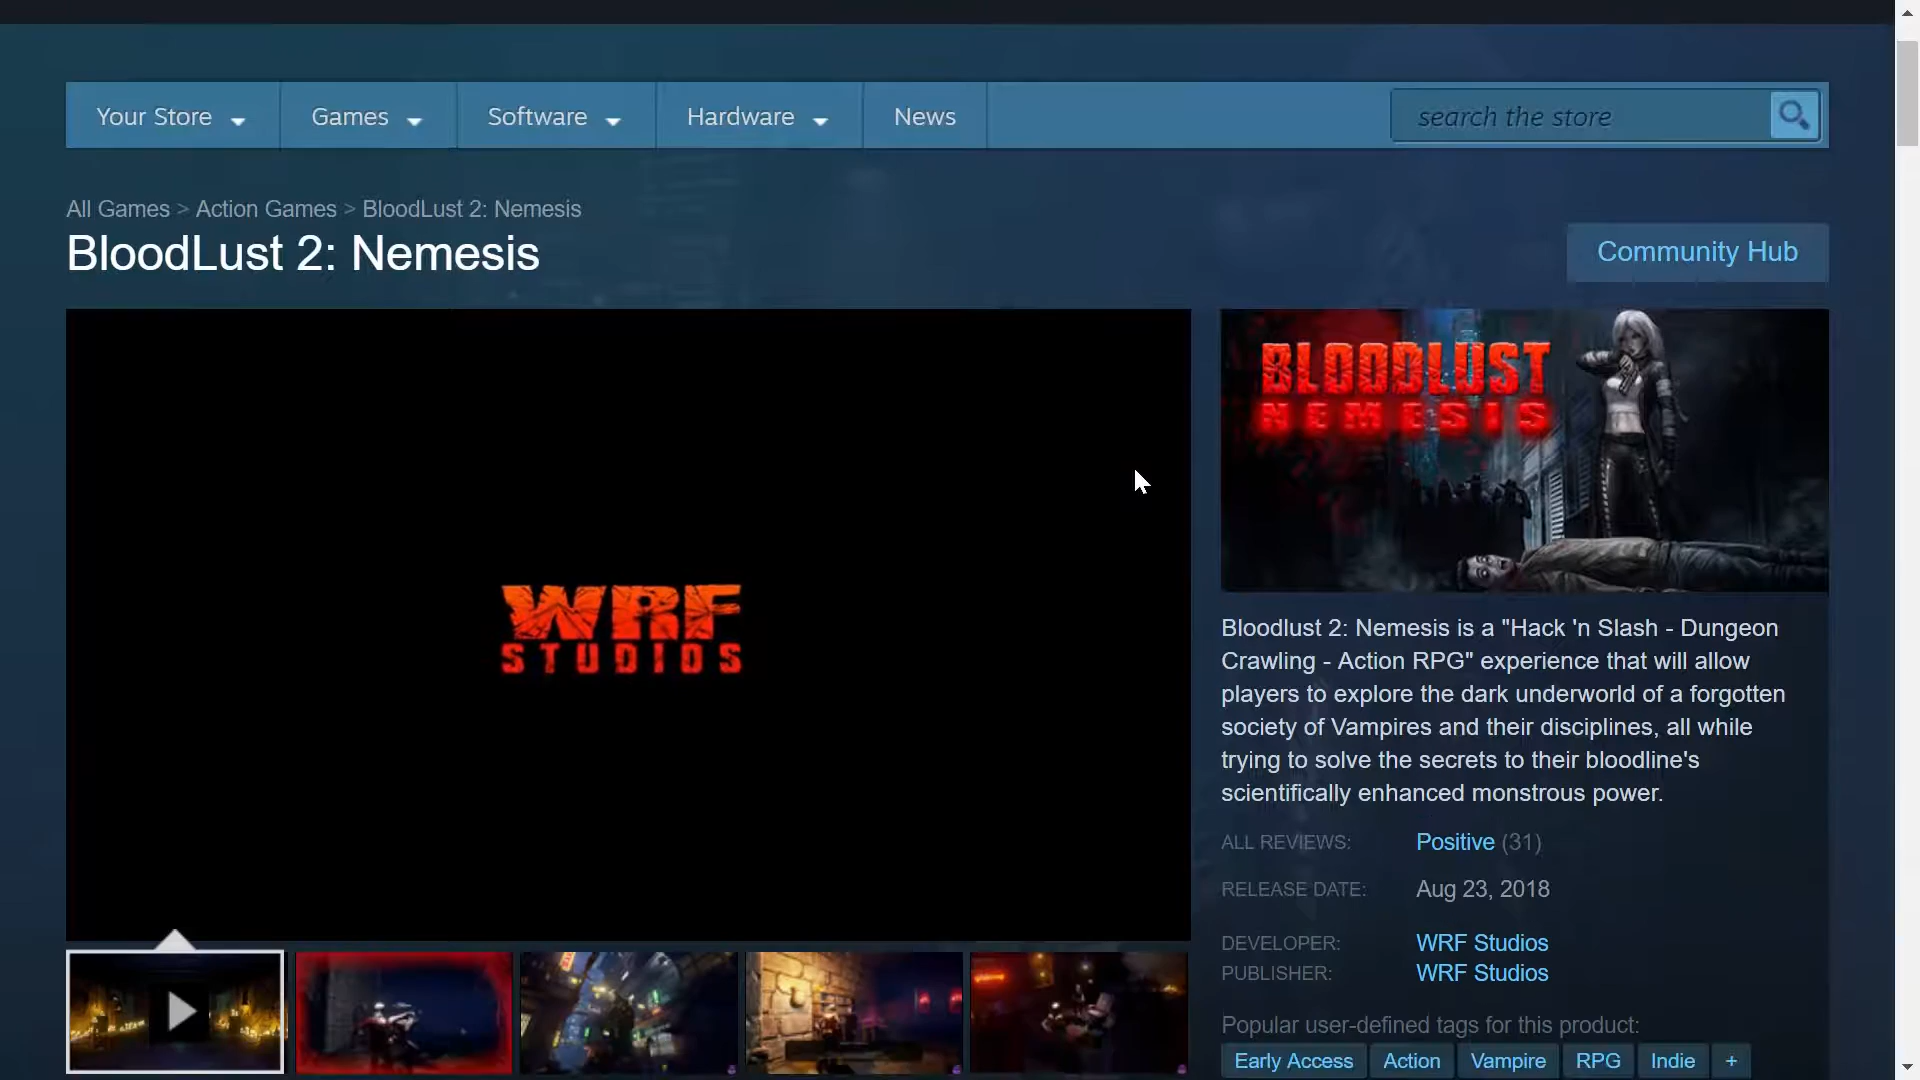 Your Store
Games
Software
Hardware
News
search the store
All Games > Action Games > BloodLust 2: Nemesis
BloodLust 2: Nemesis
Community Hub
WRF
STUDIOS
BLOODLUST
NEMESIS
Bloodlust 2: Nemesis is a "Hack 'n Slash - Dungeon
Crawling - Action RPG" experience that will allow
players to explore the dark underworld of a forgotten
society of Vampires and their disciplines, all while
trying to solve the secrets to their bloodline's
scientifically enhanced monstrous power.
ALL REVIEWS: Positive (31)
RELEASE DATE: Aug 23, 2018
DEVELOPER: WRF Studios
PUBLISHER: WRF Studios
Popular user-defined tags for this product:
Early Access Action Vampire RPG Indie +